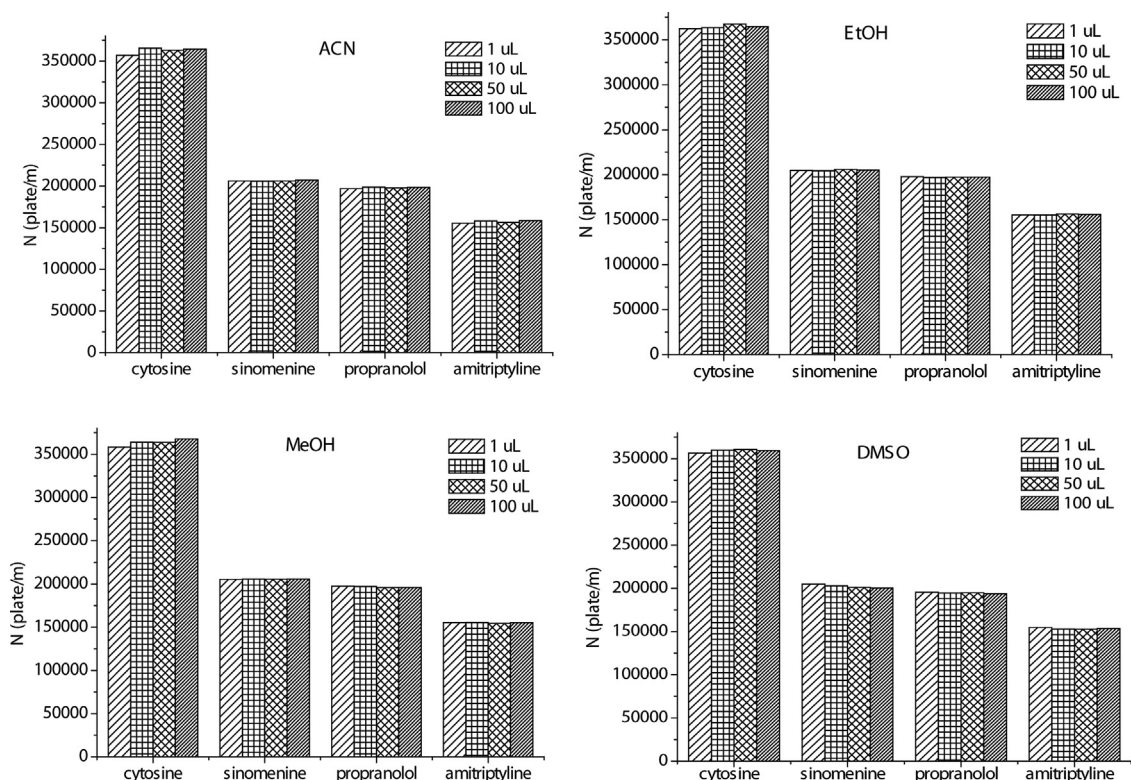 ACN
1 uL
10 uL
50 uL
100 uL
N (plate/m)
350000
300000
250000
200000
150000
100000
50000
0
cytosine sinomenine propranolol amitriptyline
EtOH
1 uL
10 uL
50 uL
100 uL
N (plate/m)
350000
300000
250000
200000
150000
100000
50000
0
cytosine sinomenine propranolol amitriptyline
MeOH
1 uL
10 uL
50 uL
100 uL
N (plate/m)
350000
300000
250000
200000
150000
100000
50000
0
cytosine sinomenine propranolol amitriptyline
DMSO
1 uL
10 uL
50 uL
100 uL
N (plate/m)
350000
300000
250000
200000
150000
100000
50000
0
cytosine sinomenine propranolol amitriptyline